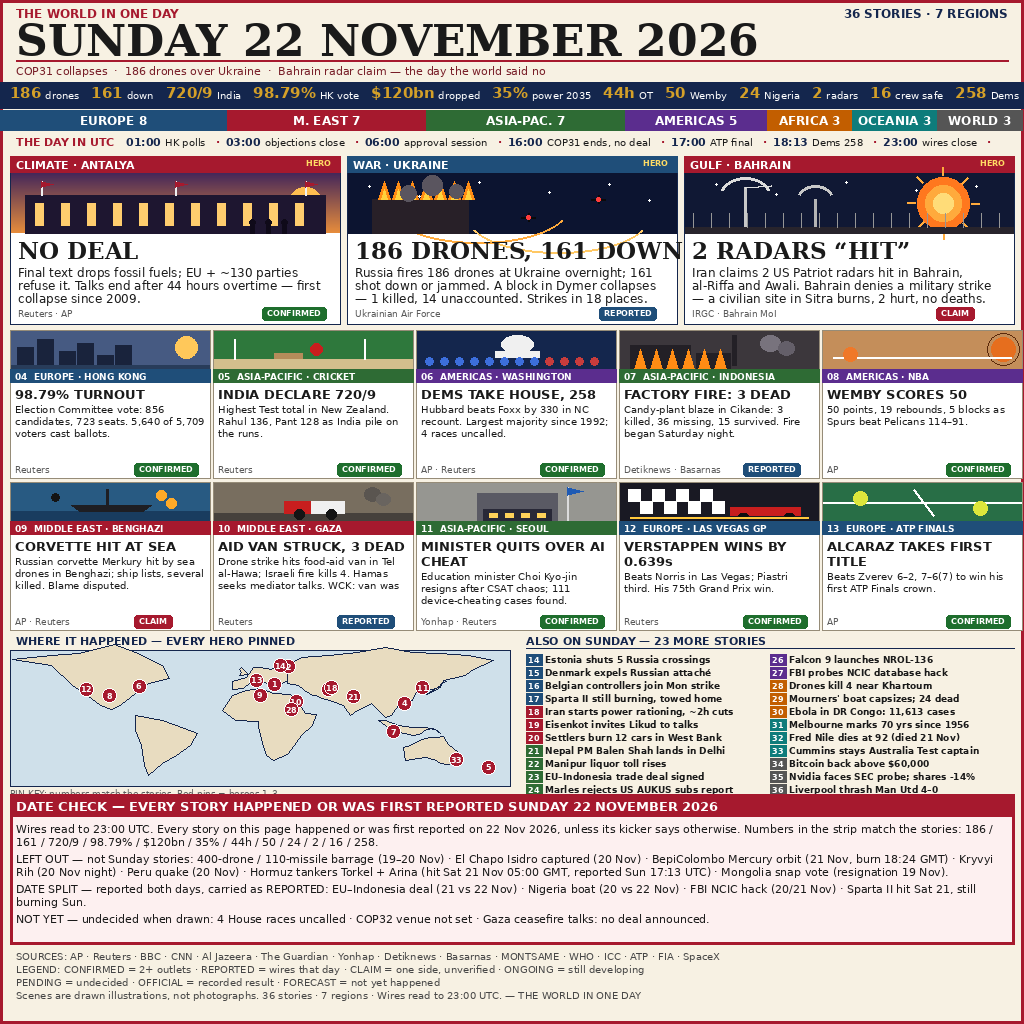 THE WORLD IN ONE DAY
36 STORIES · 7 REGIONS
SUNDAY 22 NOVEMBER 2026
COP31 collapses · 186 drones over Ukraine · Bahrain radar claim — the day the world said no
186 drones 161 down 720/9 India 98.79% HK vote $120bn dropped 35% power 2035 44h OT 50 Wemby 24 Nigeria 2 radars 16 crew safe 258 Dems
EUROPE 8 M. EAST 7 ASIA-PAC. 7 AMERICAS 5 AFRICA 3 OCEANIA 3 WORLD 3
THE DAY IN UTC 01:00 HK polls · 03:00 objections close · 06:00 approval session · 16:00 COP31 ends, no deal · 17:00 ATP final · 18:13 Dems 258 · 23:00 wires close ·
CLIMATE · ANTALYA HERO
NO DEAL
Final text drops fossil fuels; EU + ~130 parties
refuse it. Talks end after 44 hours overtime — first
collapse since 2009.
Reuters · AP CONFIRMED
WAR · UKRAINE HERO
186 DRONES, 161 DOWN
Russia fires 186 drones at Ukraine overnight; 161
shot down or jammed. A block in Dymer collapses
— 1 killed, 14 unaccounted. Strikes in 18 places.
Ukrainian Air Force REPORTED
GULF · BAHRAIN HERO
2 RADARS “HIT”
Iran claims 2 US Patriot radars hit in Bahrain,
al-Riffa and Awali. Bahrain denies a military strike
— a civilian site in Sitra burns, 2 hurt, no deaths.
IRGC · Bahrain MoI CLAIM
04 EUROPE · HONG KONG
98.79% TURNOUT
Election Committee vote: 856
candidates, 723 seats. 5,640 of 5,709
voters cast ballots.
Reuters CONFIRMED
05 ASIA-PACIFIC · CRICKET
INDIA DECLARE 720/9
Highest Test total in New Zealand.
Rahul 136, Pant 128 as India pile on
the runs.
Reuters CONFIRMED
06 AMERICAS · WASHINGTON
DEMS TAKE HOUSE, 258
Hubbard beats Foxx by 330 in NC
recount. Largest majority since 1992;
4 races uncalled.
AP · Reuters CONFIRMED
07 ASIA-PACIFIC · INDONESIA
FACTORY FIRE: 3 DEAD
Candy-plant blaze in Cikande: 3
killed, 36 missing, 15 survived. Fire
began Saturday night.
Detiknews · Basarnas REPORTED
08 AMERICAS · NBA
WEMBY SCORES 50
50 points, 19 rebounds, 5 blocks as
Spurs beat Pelicans 114–91.
AP CONFIRMED
09 MIDDLE EAST · BENGHAZI
CORVETTE HIT AT SEA
Russian corvette Merkury hit by sea
drones in Benghazi; ship lists, several
killed. Blame disputed.
AP · Reuters CLAIM
10 MIDDLE EAST · GAZA
AID VAN STRUCK, 3 DEAD
Drone strike hits food-aid van in Tel
al-Hawa; Israeli fire kills 4. Hamas
seeks mediator talks. WCK: van was
Reuters REPORTED
11 ASIA-PACIFIC · SEOUL
MINISTER QUITS OVER AI
CHEAT
Education minister Choi Kyo-jin
resigns after CSAT chaos; 111
device-cheating cases found.
Yonhap · Reuters CONFIRMED
12 EUROPE · LAS VEGAS GP
VERSTAPPEN WINS BY
0.639s
Beats Norris in Las Vegas; Piastri
third. His 75th Grand Prix win.
Reuters CONFIRMED
13 EUROPE · ATP FINALS
ALCARAZ TAKES FIRST
TITLE
Beats Zverev 6–2, 7–6(7) to win his
first ATP Finals crown.
AP CONFIRMED
WHERE IT HAPPENED — EVERY HERO PINNED
12 8 6 13 1 14 2 9 10 28 18 21 11 4 7 33 5
PIN KEY: numbers match the stories. Red pins = heroes 1–3.
ALSO ON SUNDAY — 23 MORE STORIES
14 Estonia shuts 5 Russia crossings
15 Denmark expels Russian attaché
16 Belgian controllers join Mon strike
17 Sparta II still burning, towed home
18 Iran starts power rationing, ~2h cuts
19 Eisenkot invites Likud to talks
20 Settlers burn 12 cars in West Bank
21 Nepal PM Balen Shah lands in Delhi
22 Manipur liquor toll rises
23 EU–Indonesia trade deal signed
24 Marles rejects US AUKUS subs report
26 Falcon 9 launches NROL-136
27 FBI probes NCIC database hack
28 Drones kill 4 near Khartoum
29 Mourners' boat capsizes; 24 dead
30 Ebola in DR Congo: 11,613 cases
31 Melbourne marks 70 yrs since 1956
32 Fred Nile dies at 92 (died 21 Nov)
33 Cummins stays Australia Test captain
34 Bitcoin back above $60,000
35 Nvidia faces SEC probe; shares -14%
36 Liverpool thrash Man Utd 4–0
DATE CHECK — EVERY STORY HAPPENED OR WAS FIRST REPORTED SUNDAY 22 NOVEMBER 2026
Wires read to 23:00 UTC. Every story on this page happened or was first reported on 22 Nov 2026, unless its kicker says otherwise. Numbers in the strip match the stories: 186 /
161 / 720/9 / 98.79% / $120bn / 35% / 44h / 50 / 24 / 2 / 16 / 258.
LEFT OUT — not Sunday stories: 400-drone / 110-missile barrage (19–20 Nov) · El Chapo Isidro captured (20 Nov) · BepiColombo Mercury orbit (21 Nov, burn 18:24 GMT) · Kryvyi
Rih (20 Nov night) · Peru quake (20 Nov) · Hormuz tankers Torkel + Arina (hit Sat 21 Nov 05:00 GMT, reported Sun 17:13 UTC) · Mongolia snap vote (resignation 19 Nov).
DATE SPLIT — reported both days, carried as REPORTED: EU–Indonesia deal (21 vs 22 Nov) · Nigeria boat (20 vs 22 Nov) · FBI NCIC hack (20/21 Nov) · Sparta II hit Sat 21, still
burning Sun.
NOT YET — undecided when drawn: 4 House races uncalled · COP32 venue not set · Gaza ceasefire talks: no deal announced.
SOURCES: AP · Reuters · BBC · CNN · Al Jazeera · The Guardian · Yonhap · Detiknews · Basarnas · MONTSAME · WHO · ICC · ATP · FIA · SpaceX
LEGEND: CONFIRMED = 2+ outlets · REPORTED = wires that day · CLAIM = one side, unverified · ONGOING = still developing
PENDING = undecided · OFFICIAL = recorded result · FORECAST = not yet happened
Scenes are drawn illustrations, not photographs. 36 stories · 7 regions · Wires read to 23:00 UTC. — THE WORLD IN ONE DAY